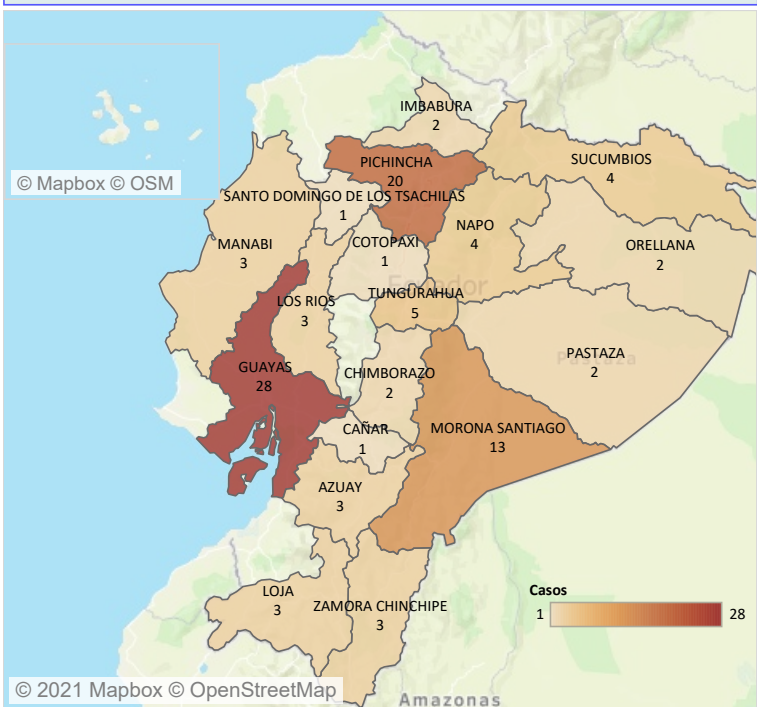 IMBABURA
2
PICHINCHA
20
SUCUMBIOS
4
© Mapbox © OSM
SANTO DOMINGO DE LOS TSACHILAS
1
NAPO
4
MANABI
3
COTOPAXI
1
ORELLANA
2
Ecuador
TUNGURAHUA
5
LOS RIOS
3
PASTAZA
2
Pastaza
GUAYAS
28
CHIMBORAZO
2
CAÑAR
1
MORONA SANTIAGO
13
AZUAY
3
LOJA
3
ZAMORA CHINCHIPE
3
Casos
1 28
© 2021 Mapbox © OpenStreetMap
Amazonas